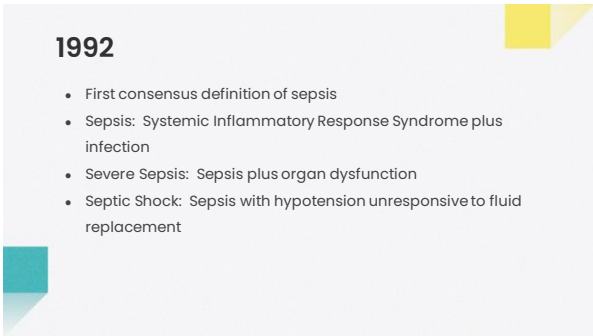 1992
• First consensus definition of sepsis
• Sepsis: Systemic Inflammatory Response Syndrome plus
infection
• Severe Sepsis: Sepsis plus organ dysfunction
• Septic Shock: Sepsis with hypotension unresponsive to fluid
replacement